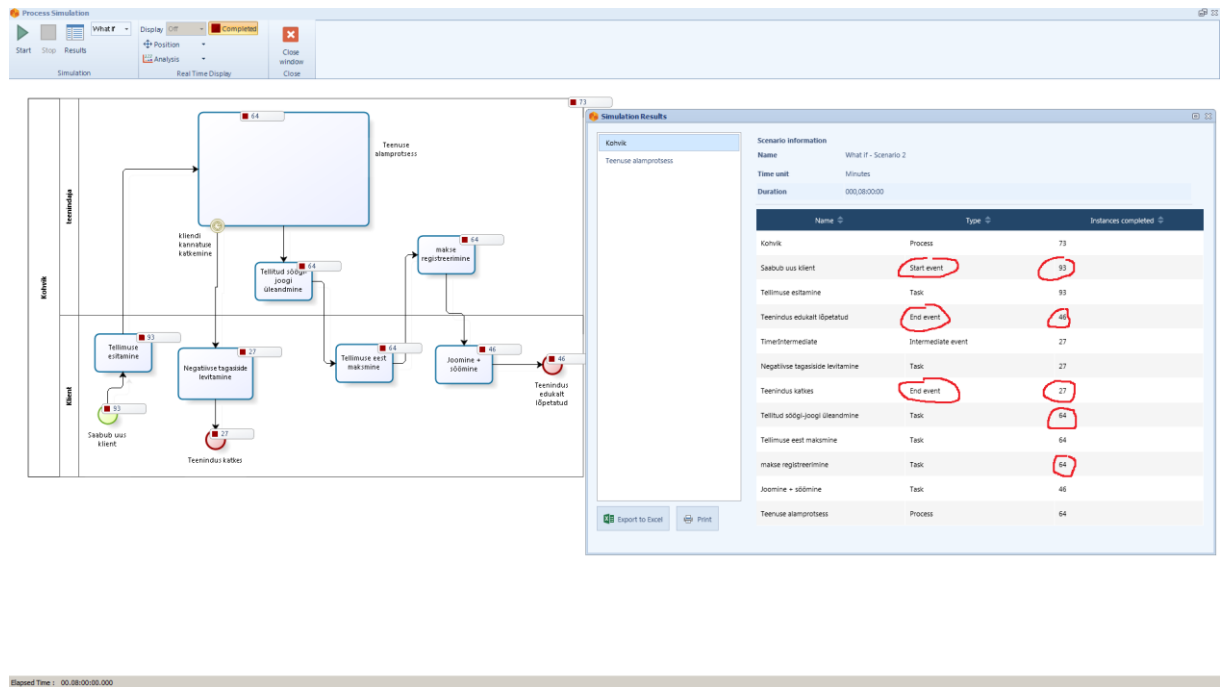 Process Simulation
What if
Display Off
Completed
Position
Analysis
Start Stop Results
Close
window
Simulation
Real Time Display
Close
73
64
Teenuse
alamprotsess
teenindaja
kliendi
kannatuse
katkemine
64
Tellitud söögi-
joogi
üleandmine
64
makse
registreerimine
Kohvik
93
Tellimuse
esitamine
27
Negatiivse tagasiside
levitamine
64
Tellimuse eest
maksmine
46
Joomine +
söömine
46
Teenindus
edukalt
lõpetatud
Klient
93
Saabub uus
klient
27
Teenindus katkes
Simulation Results
Kohvik
Teenuse alamprotsess
Scenario information
Name What if - Scenario 2
Time unit Minutes
Duration 000,08:00:00
Name Type Instances completed
Kohvik Process 73
Saabub uus klient Start event 93
Tellimuse esitamine Task 93
Teenindus edukalt lõpetatud End event 46
TimerIntermediate Intermediate event 27
Negatiivse tagasiside levitamine Task 27
Teenindus katkes End event 27
Tellitud söögi-joogi üleandmine Task 64
Tellimuse eest maksmine Task 64
makse registreerimine Task 64
Joomine + söömine Task 46
Teenuse alamprotsess Process 64
Export to Excel Print
Elapsed Time : 00.08:00:00.000